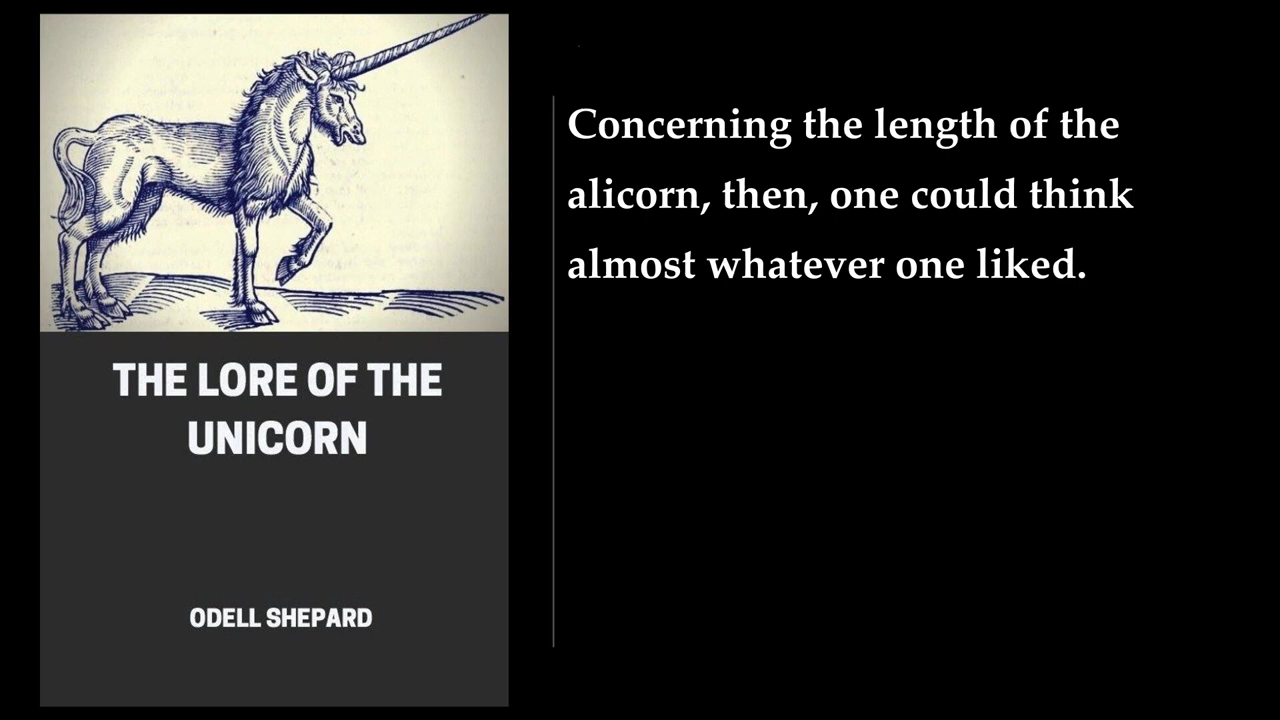 THE LORE OF THE
UNICORN
ODELL SHEPARD
Concerning the length of the
alicorn, then, one could think
almost whatever one liked.